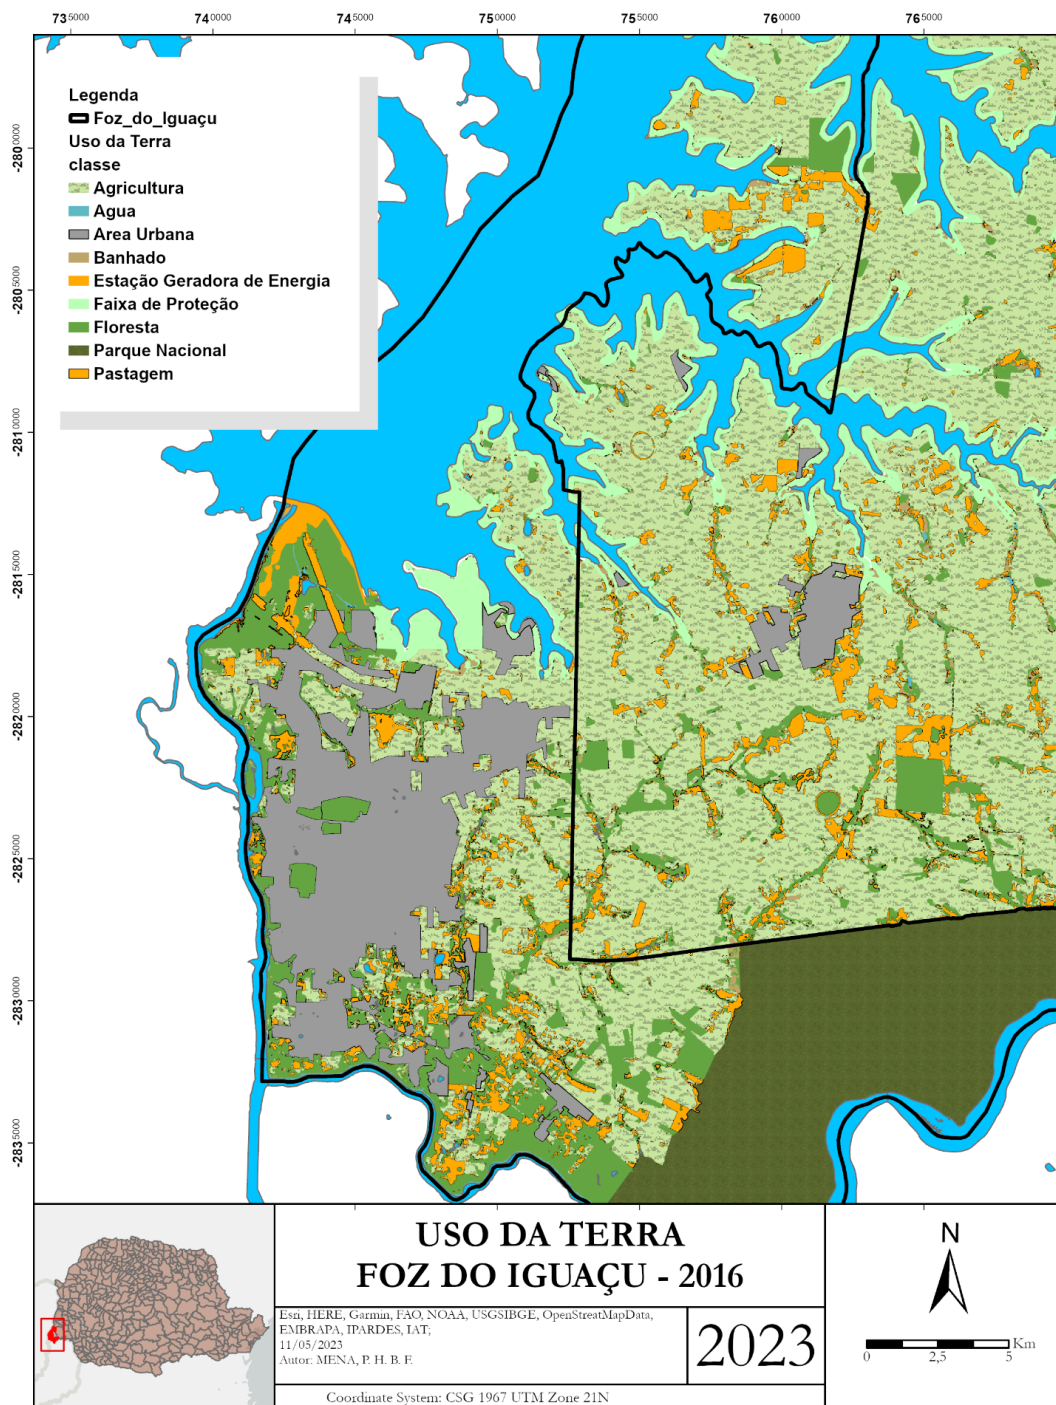 735000 740000 745000 750000 755000 760000 765000
Legenda
Foz_do_Iguaçu
Uso da Terra
classe
Agricultura
Agua
Area Urbana
Banhado
Estação Geradora de Energia
Faixa de Proteção
Floresta
Parque Nacional
Pastagem
-2800000
-2805000
-2810000
-2815000
-2820000
-2825000
-2830000
-2835000
USO DA TERRA
FOZ DO IGUAÇU - 2016
Esri, HERE, Garmin, FAO, NOAA, USGSIBGE, OpenStreatMapData,
EMBRAPA, IPARDES, IAT;
11/05/2023
Autor: MENA, P. H. B. F.
2023
Coordinate System: CSG 1967 UTM Zone 21N
N
Km
0 2,5 5